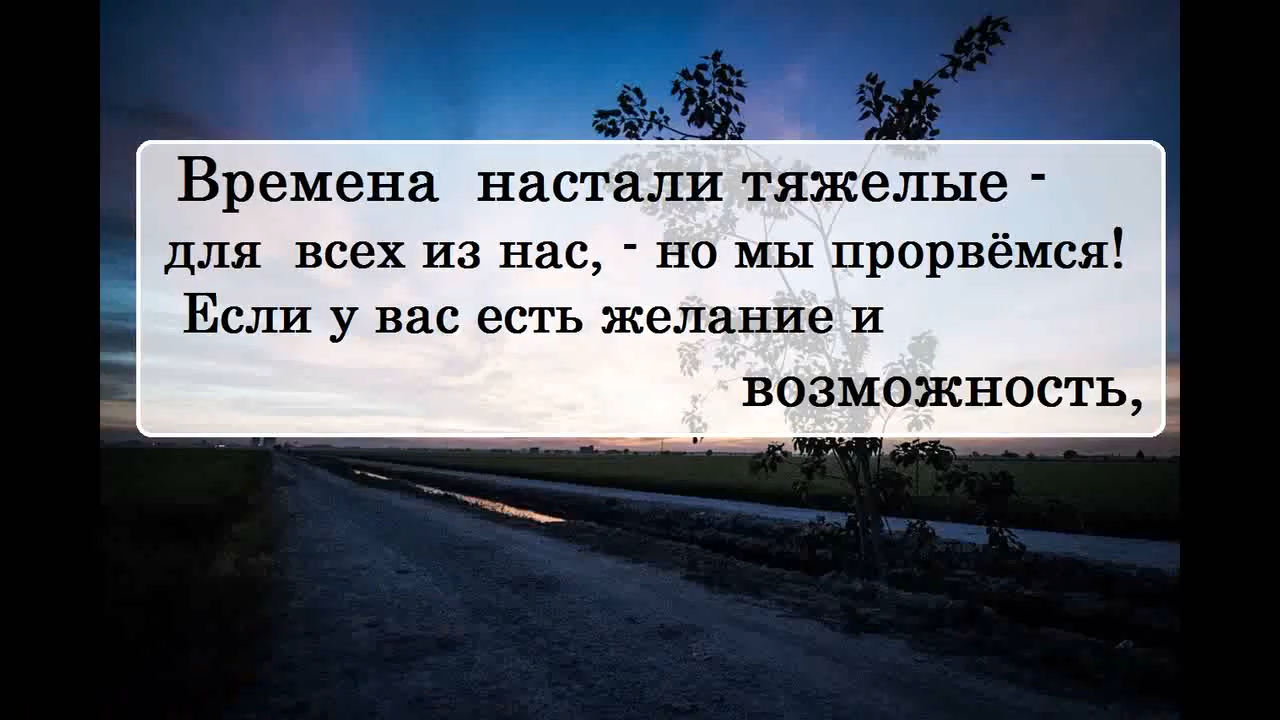 Времена настали тяжелые -
для всех из нас, - но мы прорвёмся!
Если у вас есть желание и
возможность,